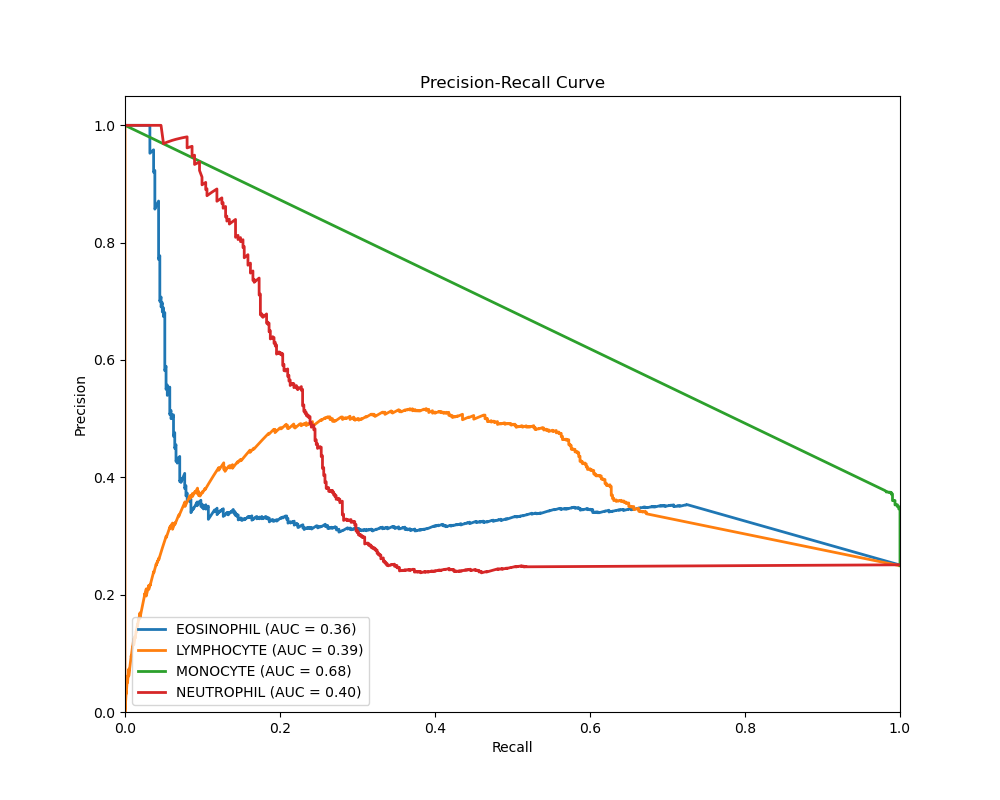 Precision-Recall Curve
Precision
1.0
0.8
0.6
0.4
0.2
0.0
EOSINOPHIL (AUC = 0.36)
LYMPHOCYTE (AUC = 0.39)
MONOCYTE (AUC = 0.68)
NEUTROPHIL (AUC = 0.40)
0.0 0.2 0.4 0.6 0.8 1.0
Recall